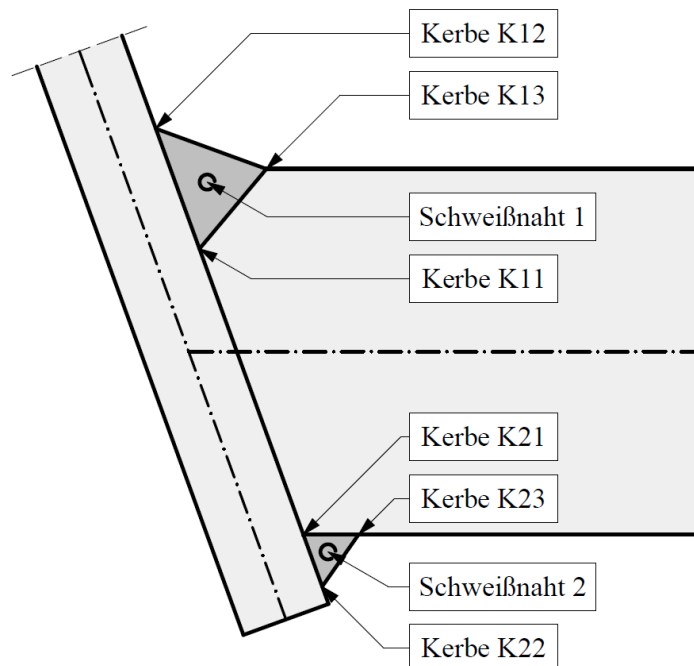 Kerbe K12
Kerbe K13
Schweißnaht 1
Kerbe K11
Kerbe K21
Kerbe K23
Schweißnaht 2
Kerbe K22